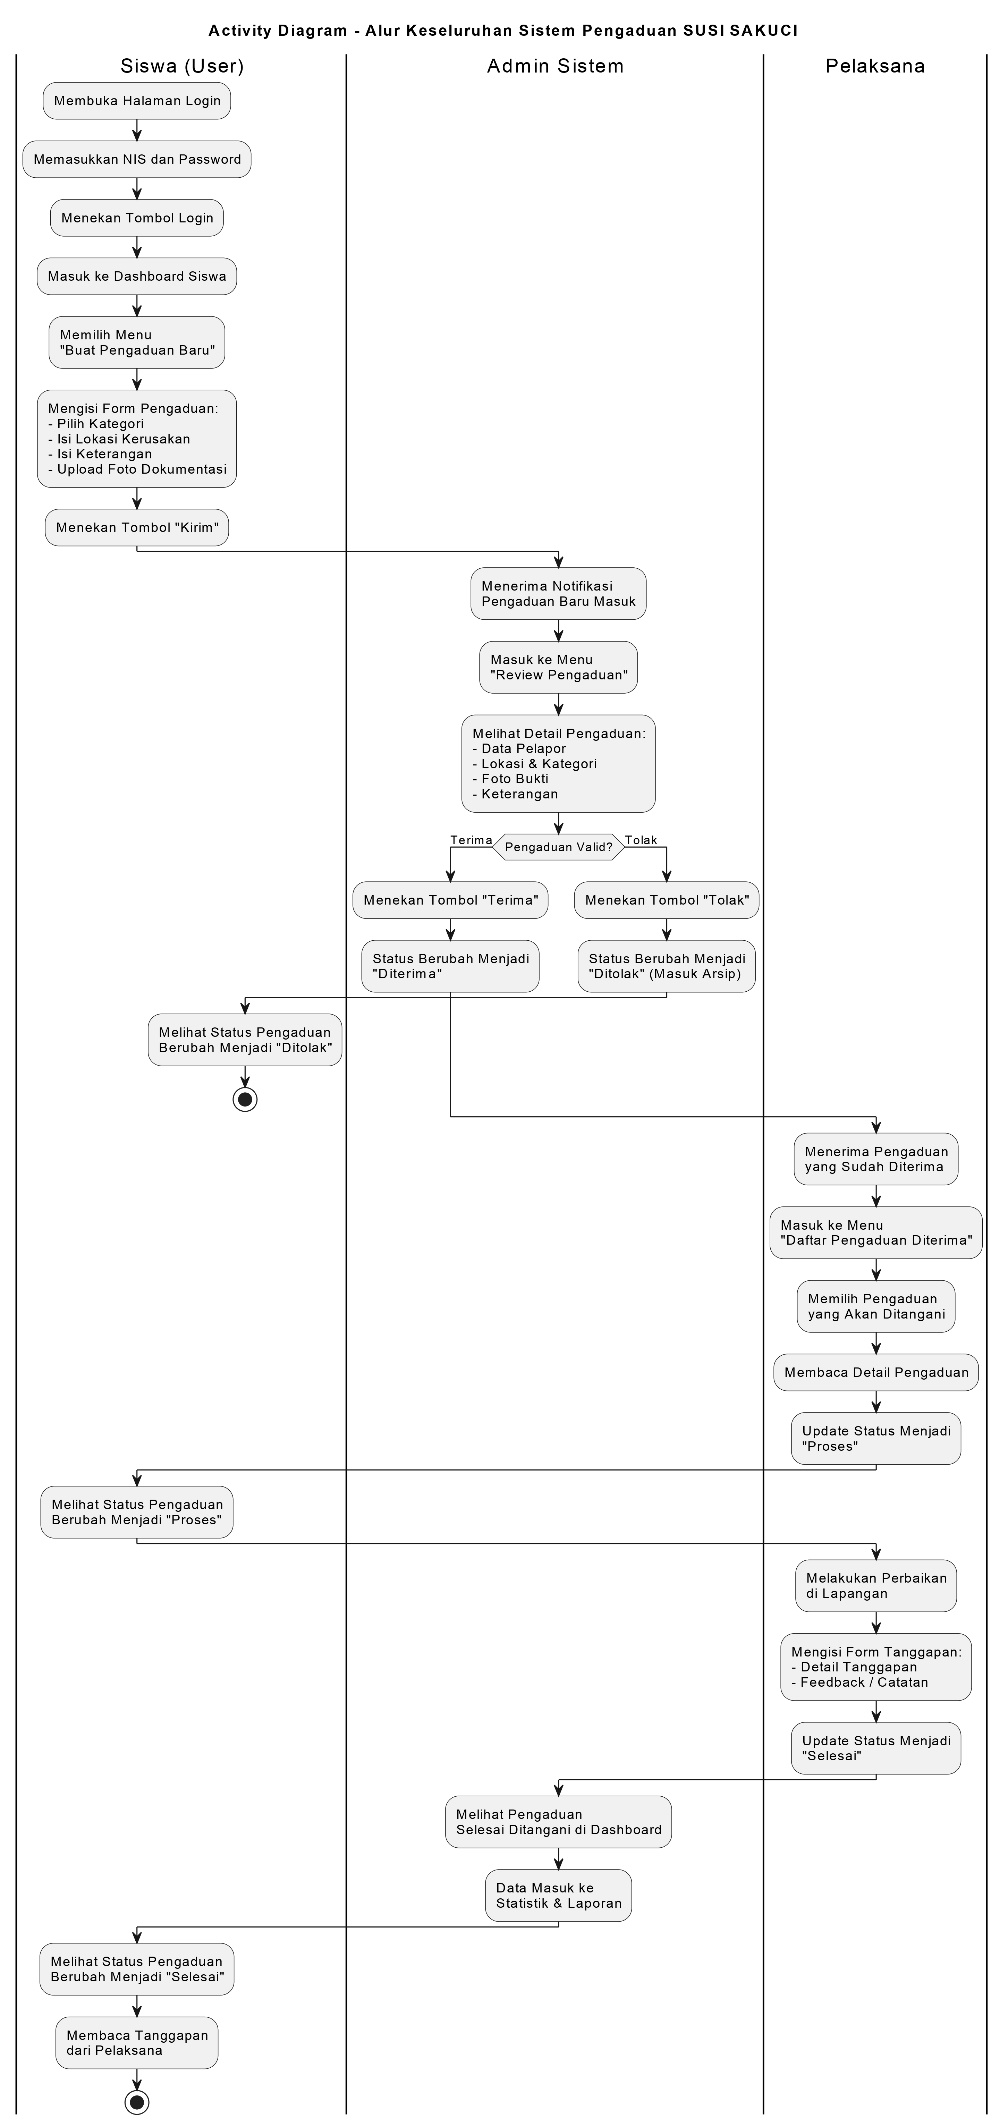 Activity Diagram - Alur Keseluruhan Sistem Pengaduan SUSI SAKUCI
Siswa (User)
Admin Sistem
Pelaksana
Membuka Halaman Login
Memasukkan NIS dan Password
Menekan Tombol Login
Masuk ke Dashboard Siswa
Memilih Menu
"Buat Pengaduan Baru"
Mengisi Form Pengaduan:
- Pilih Kategori
- Isi Lokasi Kerusakan
- Isi Keterangan
- Upload Foto Dokumentasi
Menekan Tombol "Kirim"
Menerima Notifikasi
Pengaduan Baru Masuk
Masuk ke Menu
"Review Pengaduan"
Melihat Detail Pengaduan:
- Data Pelapor
- Lokasi & Kategori
- Foto Bukti
- Keterangan
Terima
Pengaduan Valid?
Tolak
Menekan Tombol "Terima"
Menekan Tombol "Tolak"
Status Berubah Menjadi
"Diterima"
Status Berubah Menjadi
"Ditolak" (Masuk Arsip)
Melihat Status Pengaduan
Berubah Menjadi "Ditolak"
Menerima Pengaduan
yang Sudah Diterima
Masuk ke Menu
"Daftar Pengaduan Diterima"
Memilih Pengaduan
yang Akan Ditangani
Membaca Detail Pengaduan
Update Status Menjadi
"Proses"
Melihat Status Pengaduan
Berubah Menjadi "Proses"
Melakukan Perbaikan
di Lapangan
Mengisi Form Tanggapan:
- Detail Tanggapan
- Feedback / Catatan
Update Status Menjadi
"Selesai"
Melihat Pengaduan
Selesai Ditangani di Dashboard
Data Masuk ke
Statistik & Laporan
Melihat Status Pengaduan
Berubah Menjadi "Selesai"
Membaca Tanggapan
dari Pelaksana